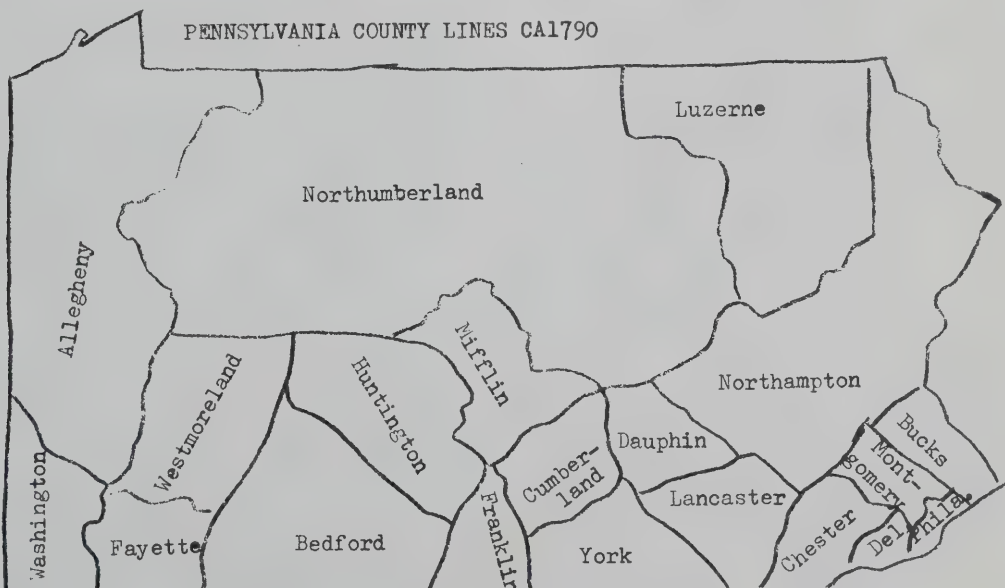 PENNSYLVANIA COUNTY LINES CA1790
Luzerne
Northumberland
Allegheny
Mifflin
Westmoreland
Huntington
Northampton
Bucks
Dauphin
Mont-
gomery
Cumber-
land
Washington
Lancaster
Phila.
Franklin
Chester
Del.
Fayette
Bedford
York